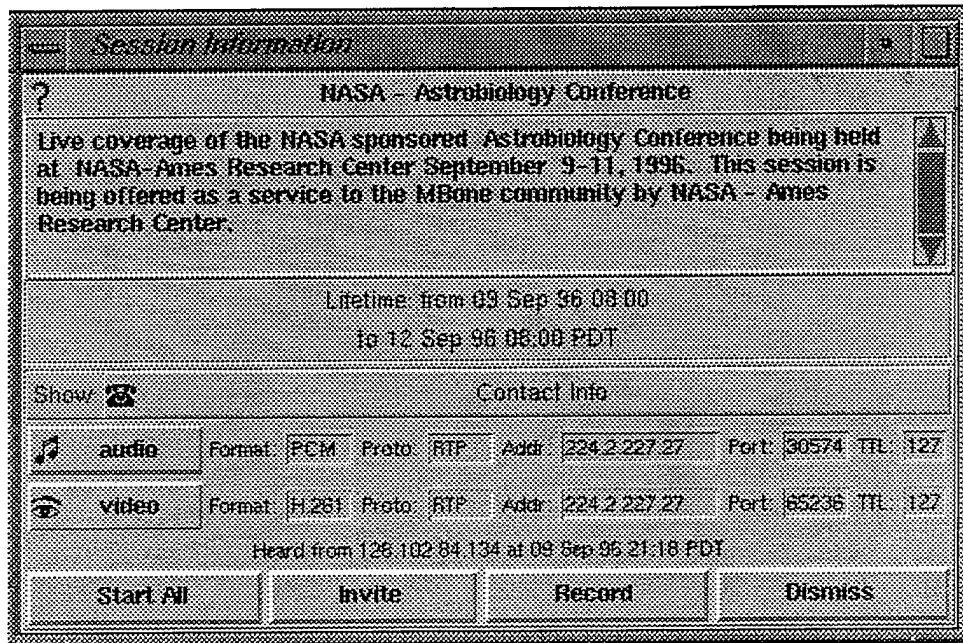 Session Information
?
NASA - Astrobiology Conference
Live coverage of the NASA sponsored Astrobiology Conference being held
at NASA-Ames Research Center September 9-11, 1996. This session is
being offered as a service to the MBone community by NASA - Ames
Research Center.
Lifetime: from 09 Sep 96 08:00
to 12 Sep 96 08:00 PDT
Show: Contact Info
audio Format: PCM Proto: RTP Addr: 224.2.227.27 Port: 30574 TTL: 127
video Format: H.261 Proto: RTP Addr: 224.2.227.27 Port: 65236 TTL: 127
Heard from 128.102.84.134 at 09 Sep 96 21:18 PDT
Start All Invite Record Dismiss